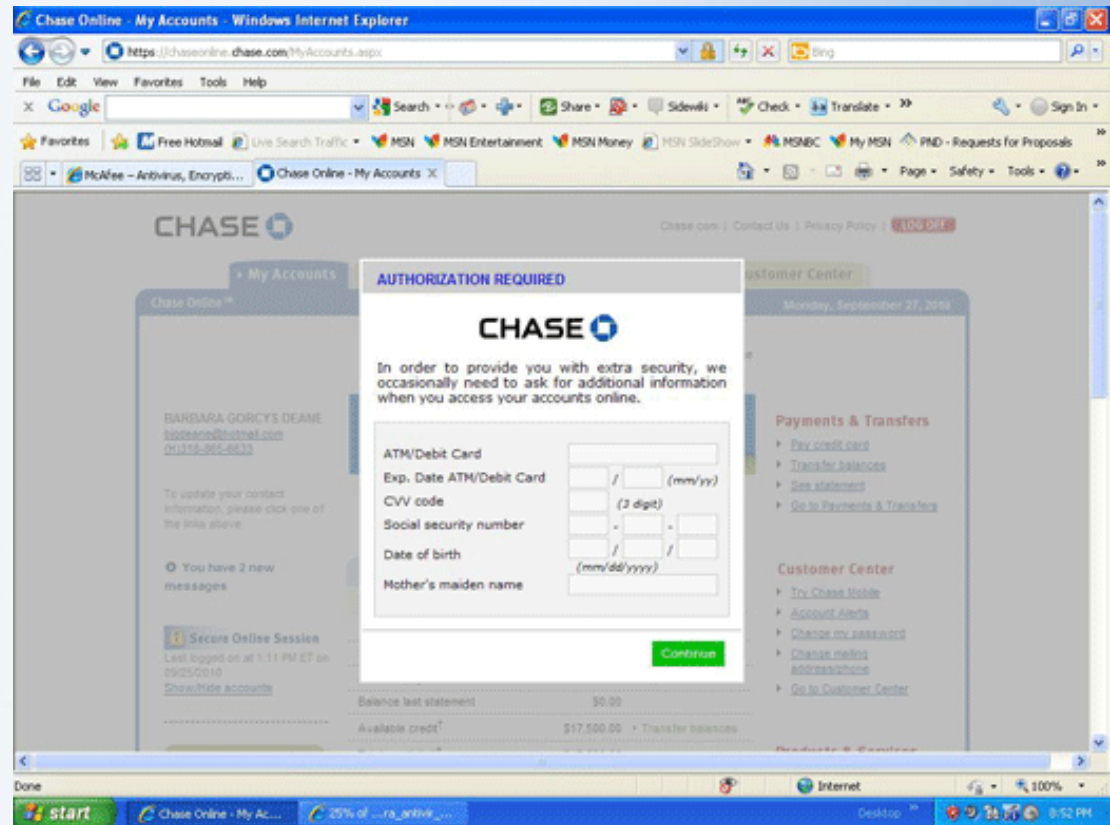 Chase Online - My Accounts - Windows Internet Explorer
https://chaseonline.chase.com/MyAccounts.aspx
Bing
File Edit View Favorites Tools Help
x Google Search Share Sidewiki Check Translate Sign In
Favorites Free Hotmail Live Search Traffic MSN MSN Entertainment MSN Money MSN SlideShow MSNBC My MSN PND - Requests for Proposals
McAfee – Antivirus, Encrypti... Chase Online - My Accounts X Page Safety Tools
CHASE
Chase.com | Contact Us | Privacy Policy | LOG OFF
My Accounts
ustomer Center
Chase Online℠ Monday, September 27, 2010
AUTHORIZATION REQUIRED
CHASE
In order to provide you with extra security, we
occasionally need to ask for additional information
when you access your accounts online.
ATM/Debit Card
Exp. Date ATM/Debit Card / (mm/yy)
CVV code (3 digit)
Social security number - -
Date of birth / /
(mm/dd/yyyy)
Mother's maiden name
Continue
BARBARA GORCYS DEANE
To update your contact
information, please click one of
the links above.
You have 2 new
messages
Secure Online Session
Last logged on at 1:11 PM ET on
09/25/2010
Show/Hide accounts
Payments & Transfers
Pay credit card
Transfer balances
See statement
Go to Payments & Transfers
Customer Center
Try Chase Mobile
Account Alerts
Change my password
Change mailing
address/phone
Go to Customer Center
Balance last statement $0.00
Available credit† $17,500.00 Transfer balances
Products & Services
Done Internet 100%
start Chase Online - My Ac... 25% of ...ra_antivir_... Desktop 8:52 PM